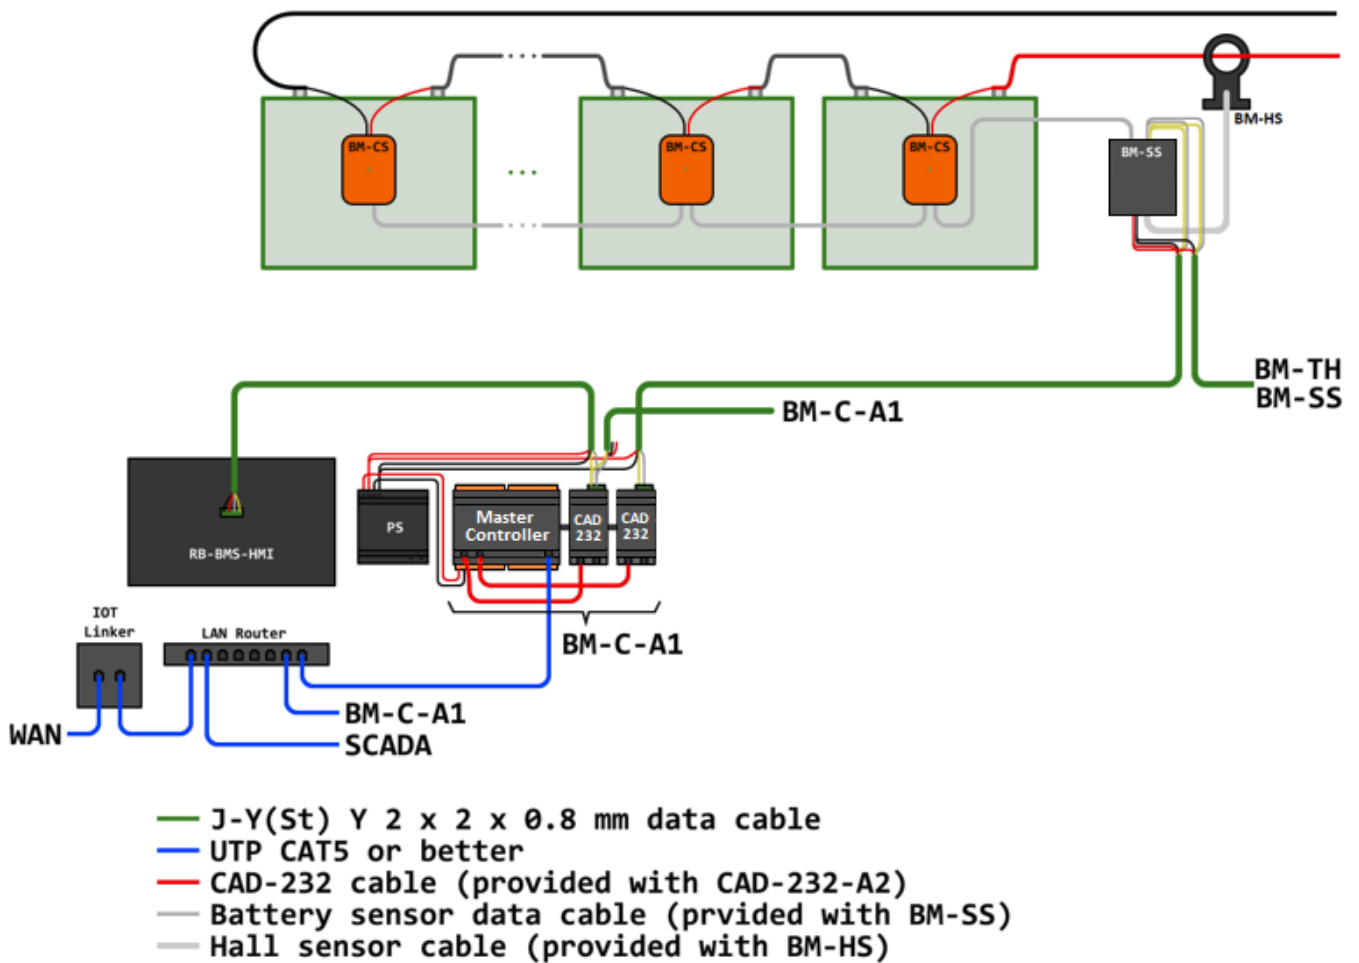 BM-CS
BM-CS
BM-CS
BM-HS
BM-SS
BM-TH
BM-SS
BM-C-A1
RB-BMS-HMI
PS
Master
Controller
CAD
232
CAD
232
BM-C-A1
IOT
Linker
LAN Router
WAN
BM-C-A1
SCADA
J-Y(St) Y 2 x 2 x 0.8 mm data cable
UTP CAT5 or better
CAD-232 cable (provided with CAD-232-A2)
Battery sensor data cable (prvided with BM-SS)
Hall sensor cable (provided with BM-HS)